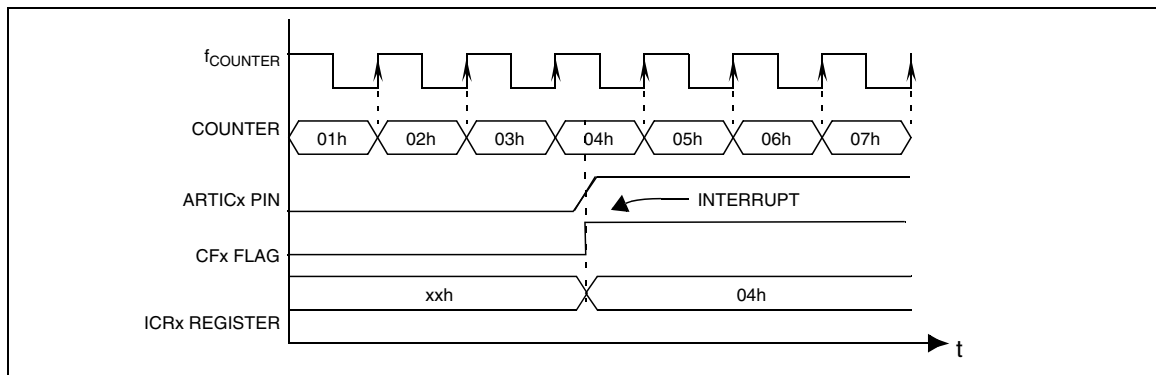 fCOUNTER
COUNTER
01h 02h 03h 04h 05h 06h 07h
ARTICx PIN
INTERRUPT
CFx FLAG
xxh 04h
ICRx REGISTER
t